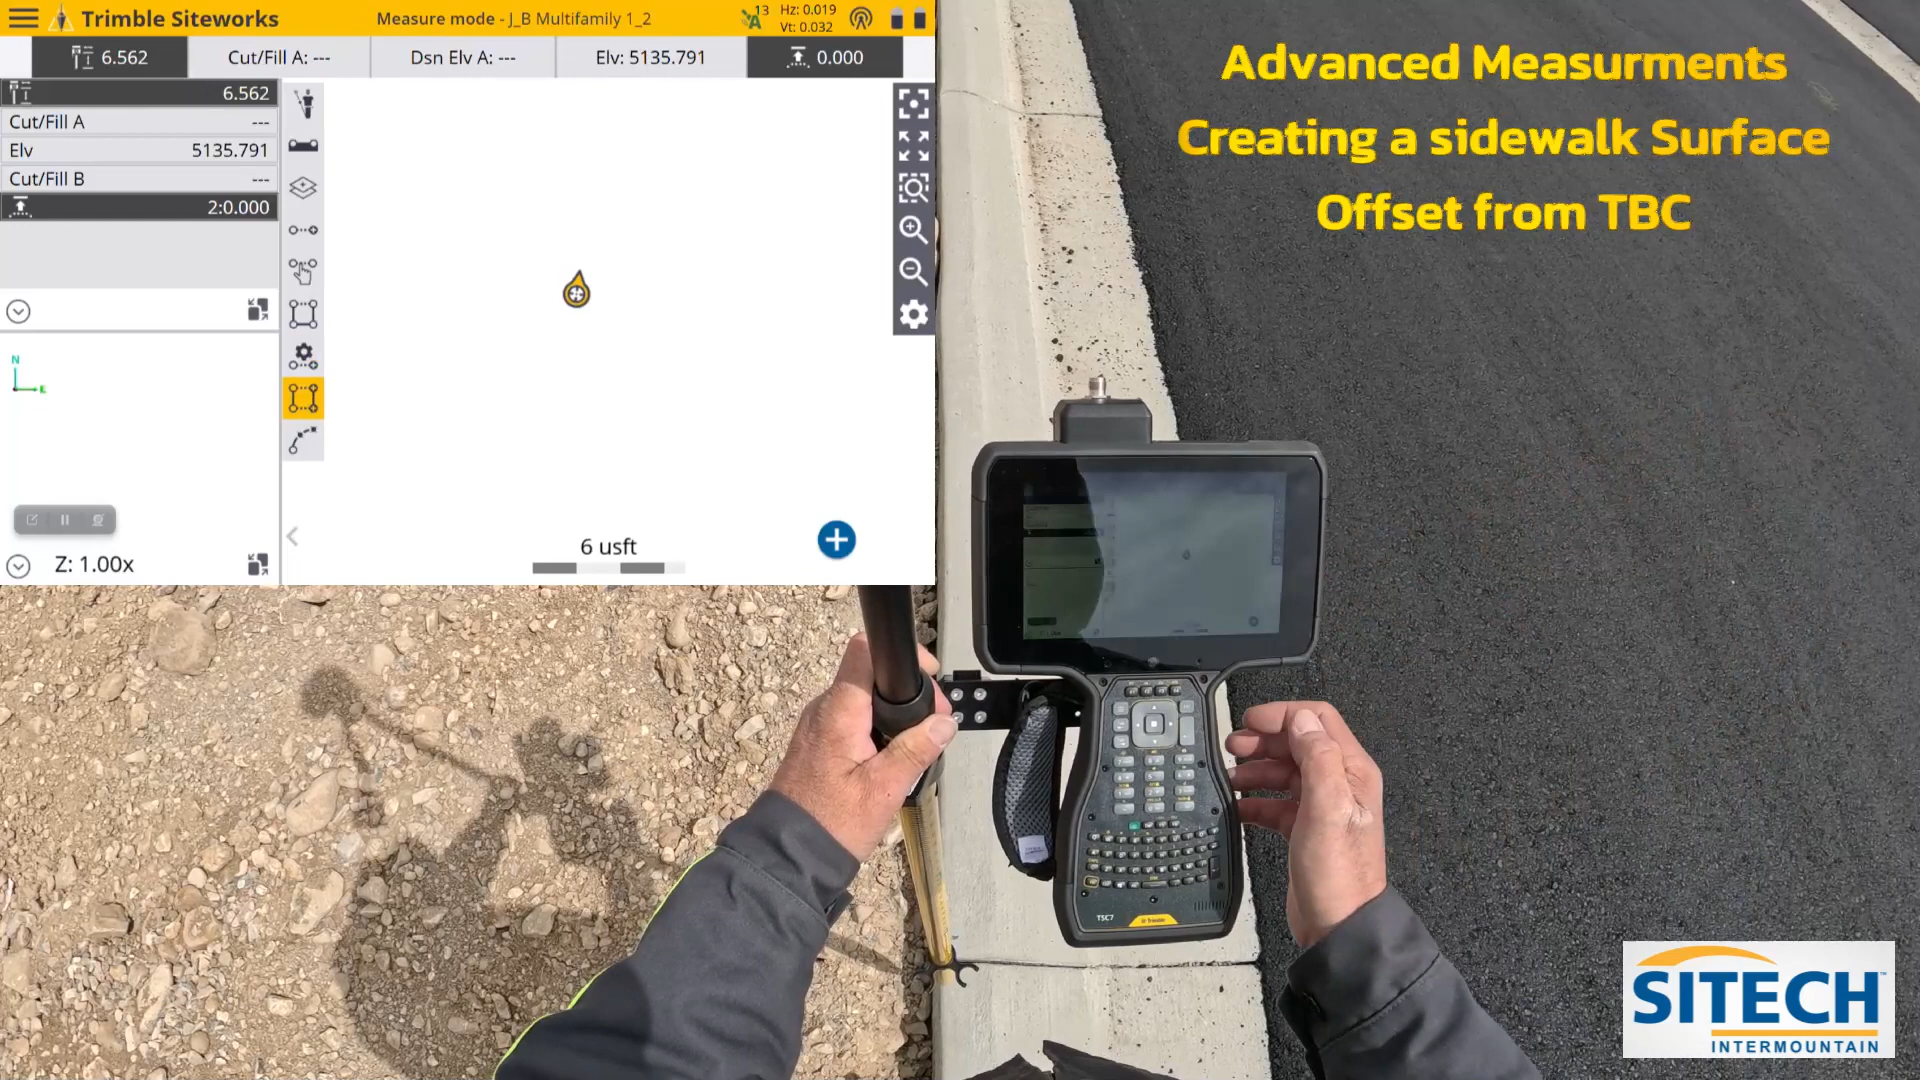 Trimble Siteworks
Measure mode - J_B Multifamily 1_2
13
Hz: 0.019
Vt: 0.032
6.562
Cut/Fill A: ---
Dsn Elv A: ---
Elv: 5135.791
0.000
6.562
Cut/Fill A ---
Elv 5135.791
Cut/Fill B ---
2:0.000
N
E
Z: 1.00x
6 usft
Advanced Measurments
Creating a sidewalk Surface
Offset from TBC
TSC7
Trimble
SITECH
INTERMOUNTAIN